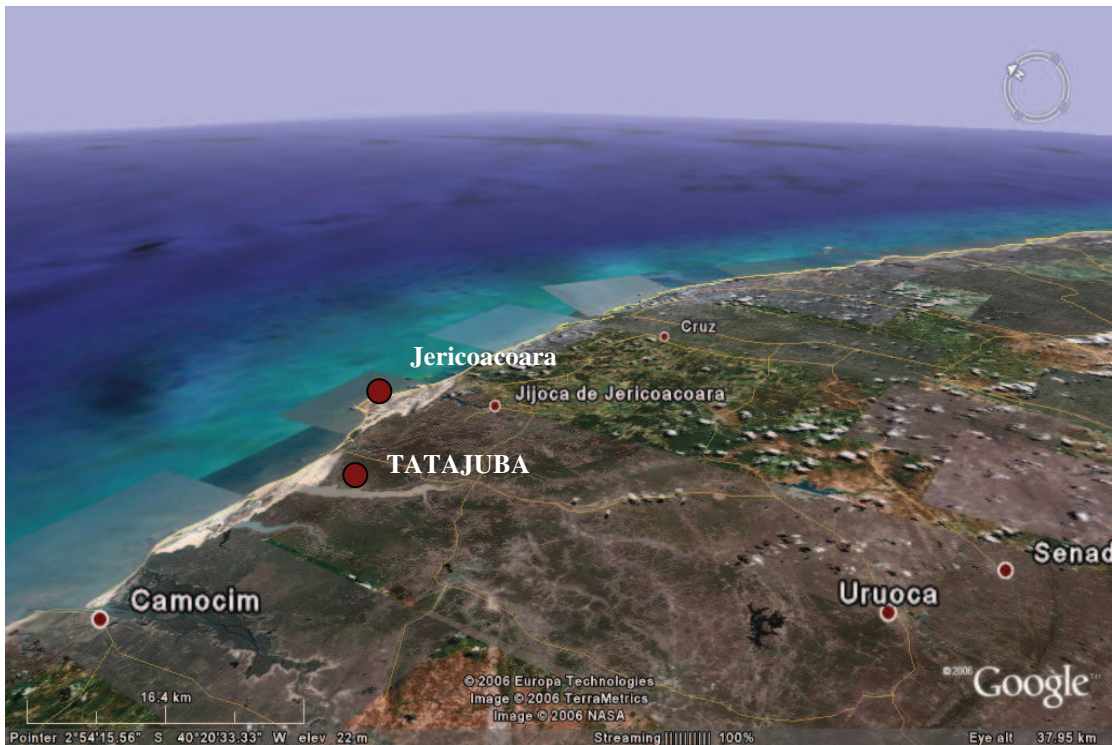 N
Cruz
Jericoacoara
Jijoca de Jericoacoara
TATAJUBA
Senad
Camocim
Uruoca
©2006 Google™
16.4 km
© 2006 Europa Technologies
Image © 2006 TerraMetrics
Image © 2006 NASA
Pointer 2°54'15.56" S 40°20'33.33" W elev 22 m Streaming ||||||||| 100% Eye alt 37.95 km